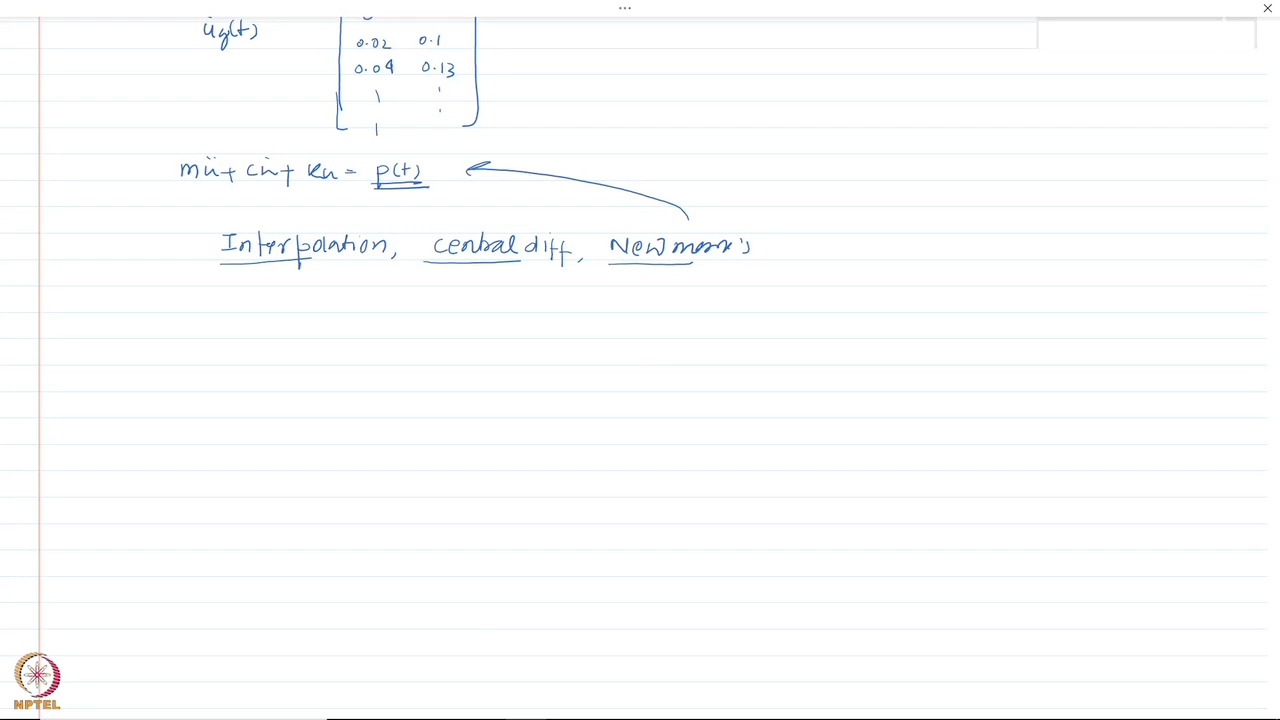 üg(t)
0.02 0.1
0.04 0.13
mü + cu̇ + ku = p(t)
Interpolation, central diff, Newmark's
NPTEL